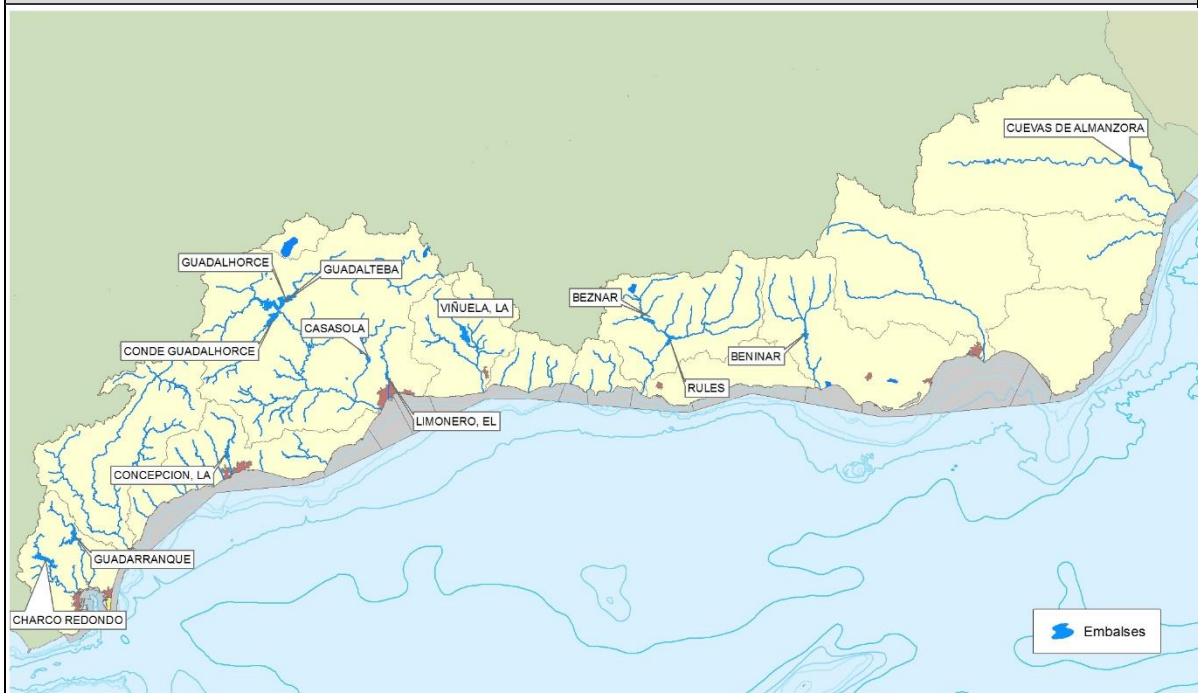 CUEVAS DE ALMANZORA
GUADALHORCE
GUADALTEBA
BEZNAR
VIÑUELA, LA
CASASOLA
CONDE GUADALHORCE
BENINAR
RULES
LIMONERO, EL
CONCEPCION, LA
GUADARRANQUE
CHARCO REDONDO
Embalses